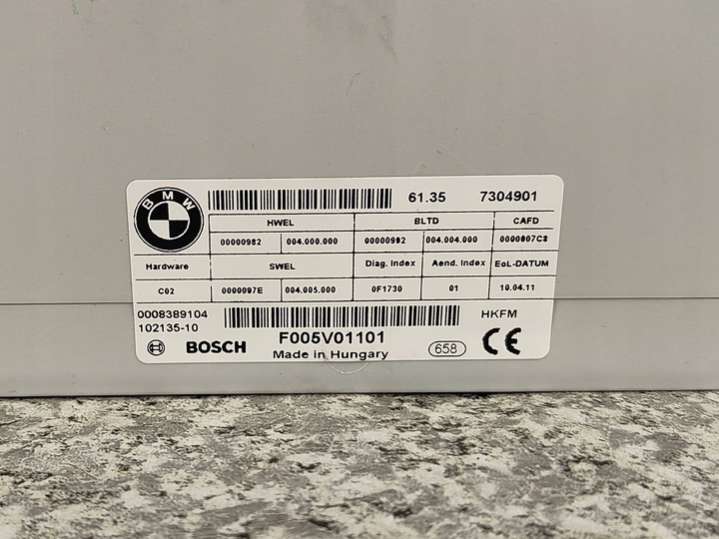 BMW
61.35 7304901
HWEL BLTD CAFD
00000982 004.000.000 00000992 004.004.000 0000007C8
Hardware SWEL Diag. Index Aend. Index EoL-DATUM
C02 0000097E 004.005.000 0F1730 01 10.04.11
0008389104
102135-10
HKFM
BOSCH F005V01101 658 CE
Made in Hungary